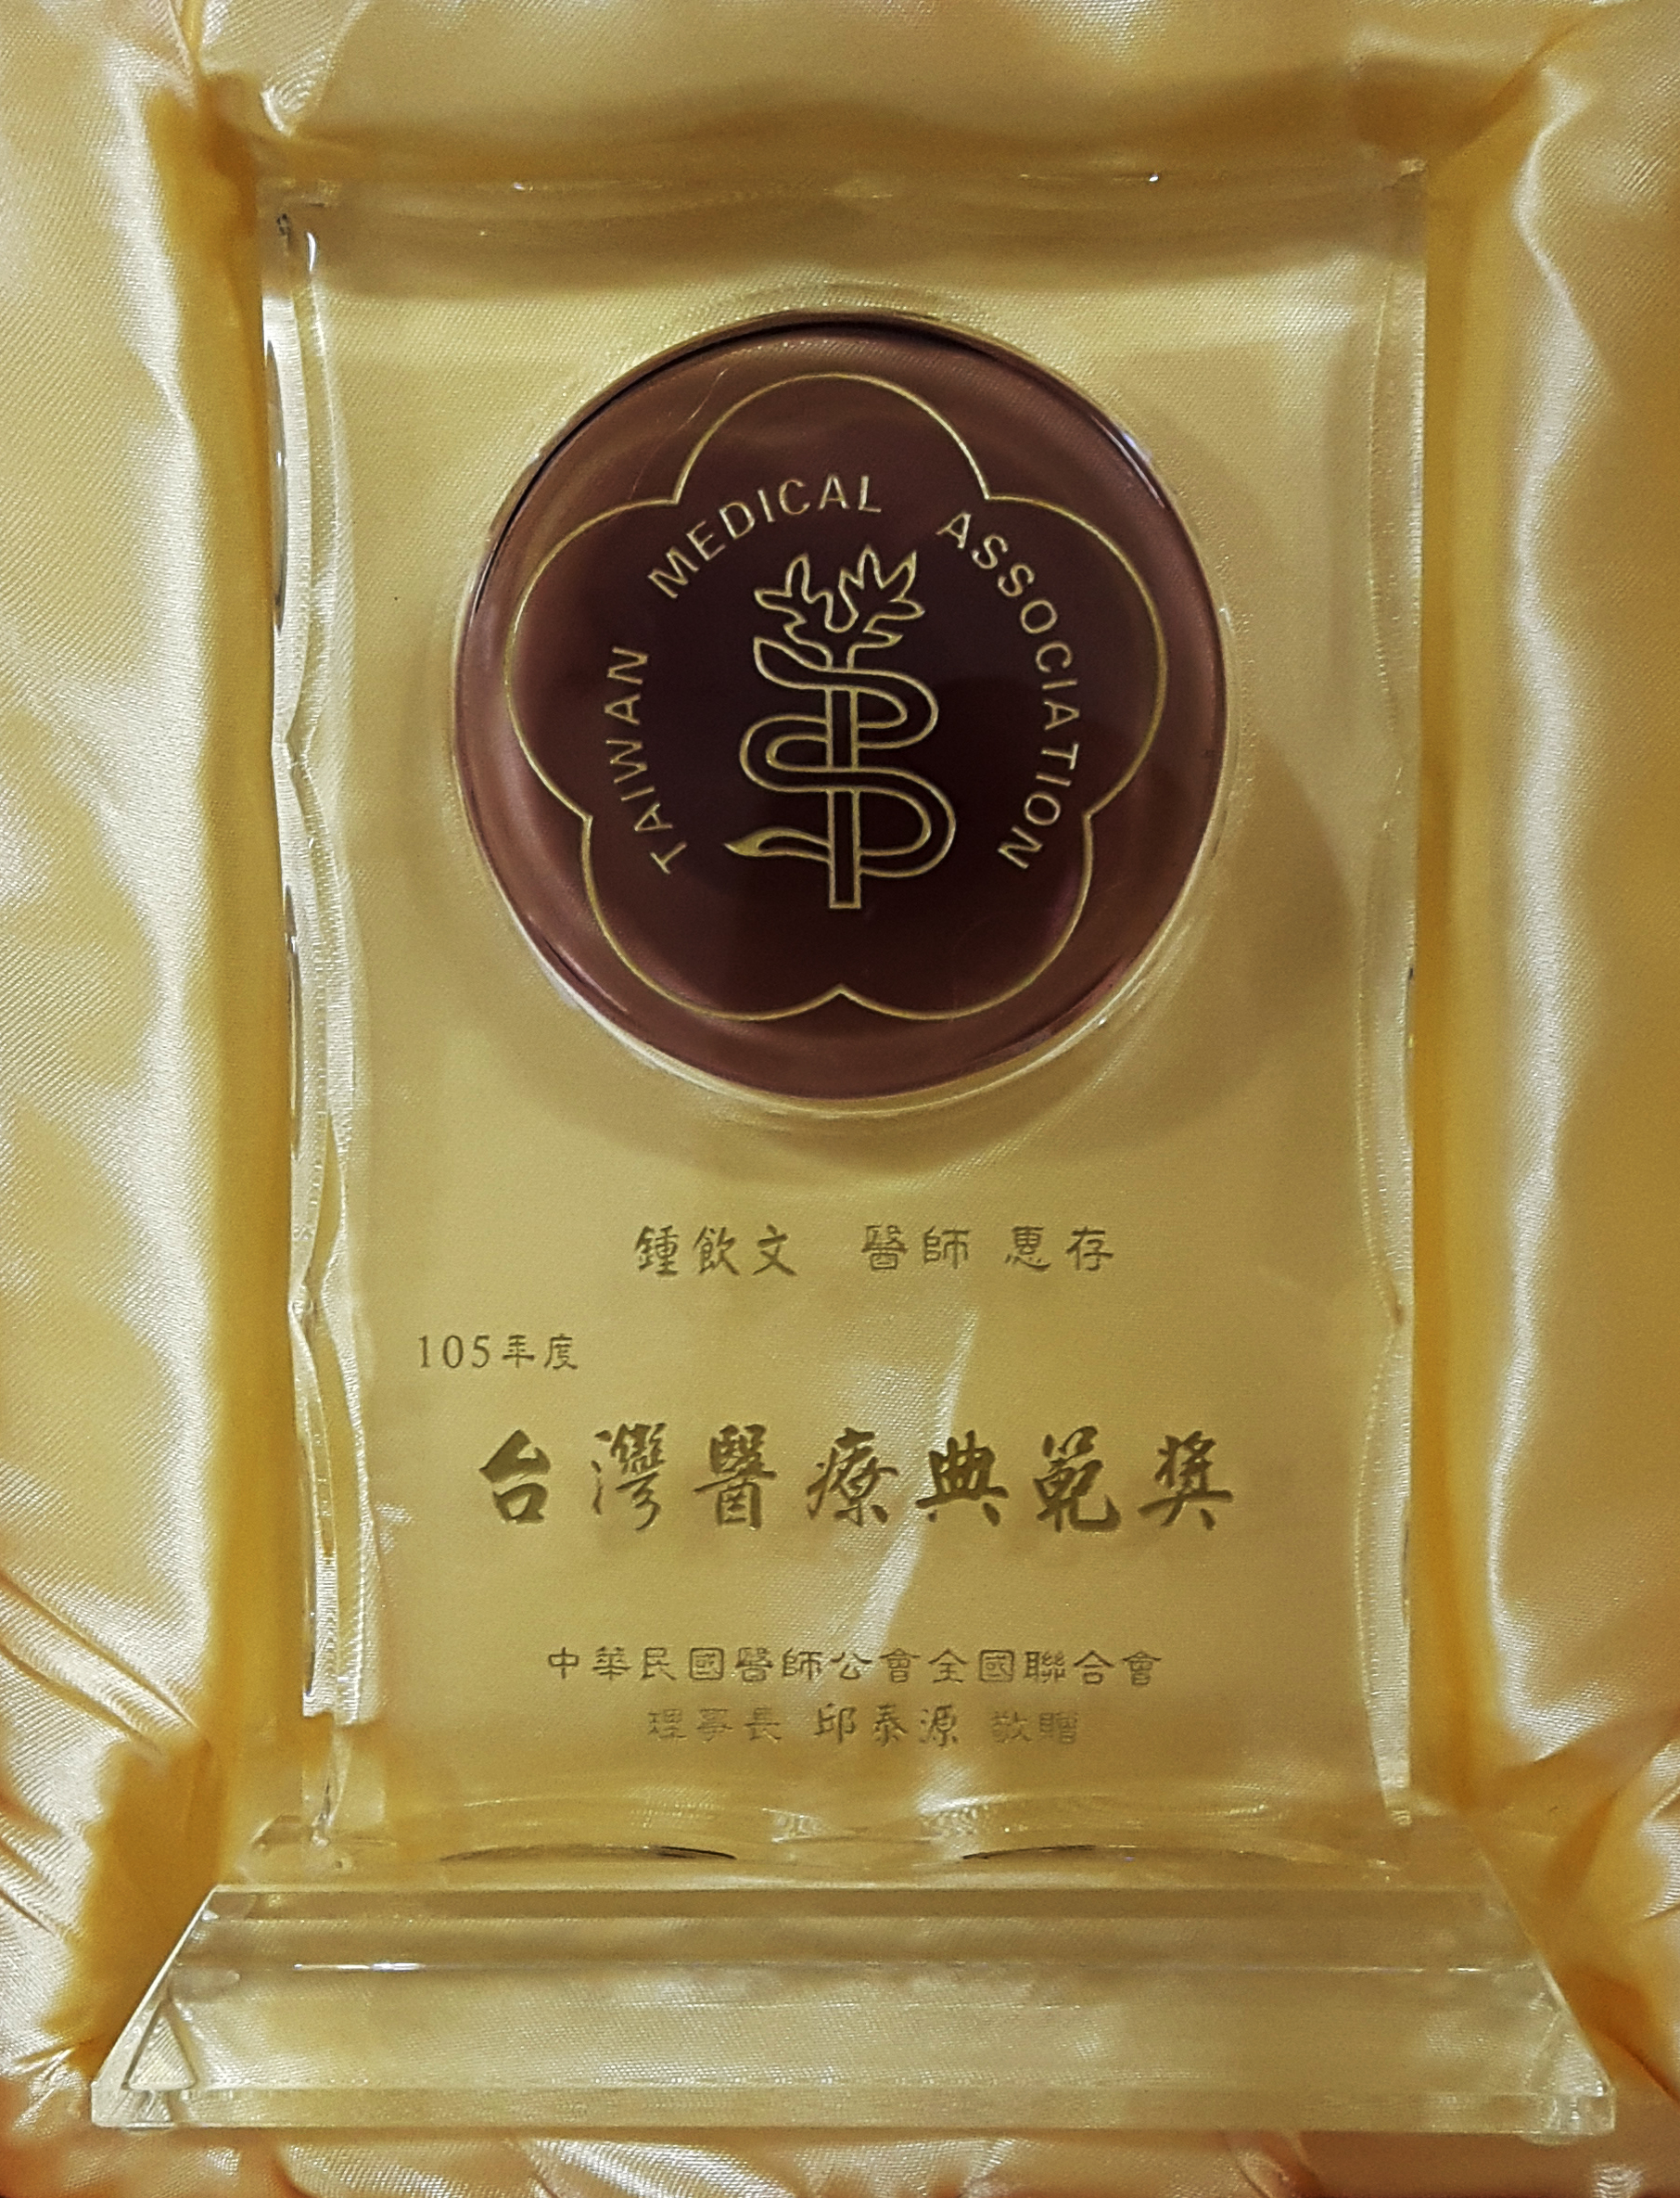 TAIWAN MEDICAL ASSOCIATION
鍾飲文 醫師 惠存
105年度
台灣醫療典範獎
中華民國醫師公會全國聯合會
理事長 邱泰源 敬贈